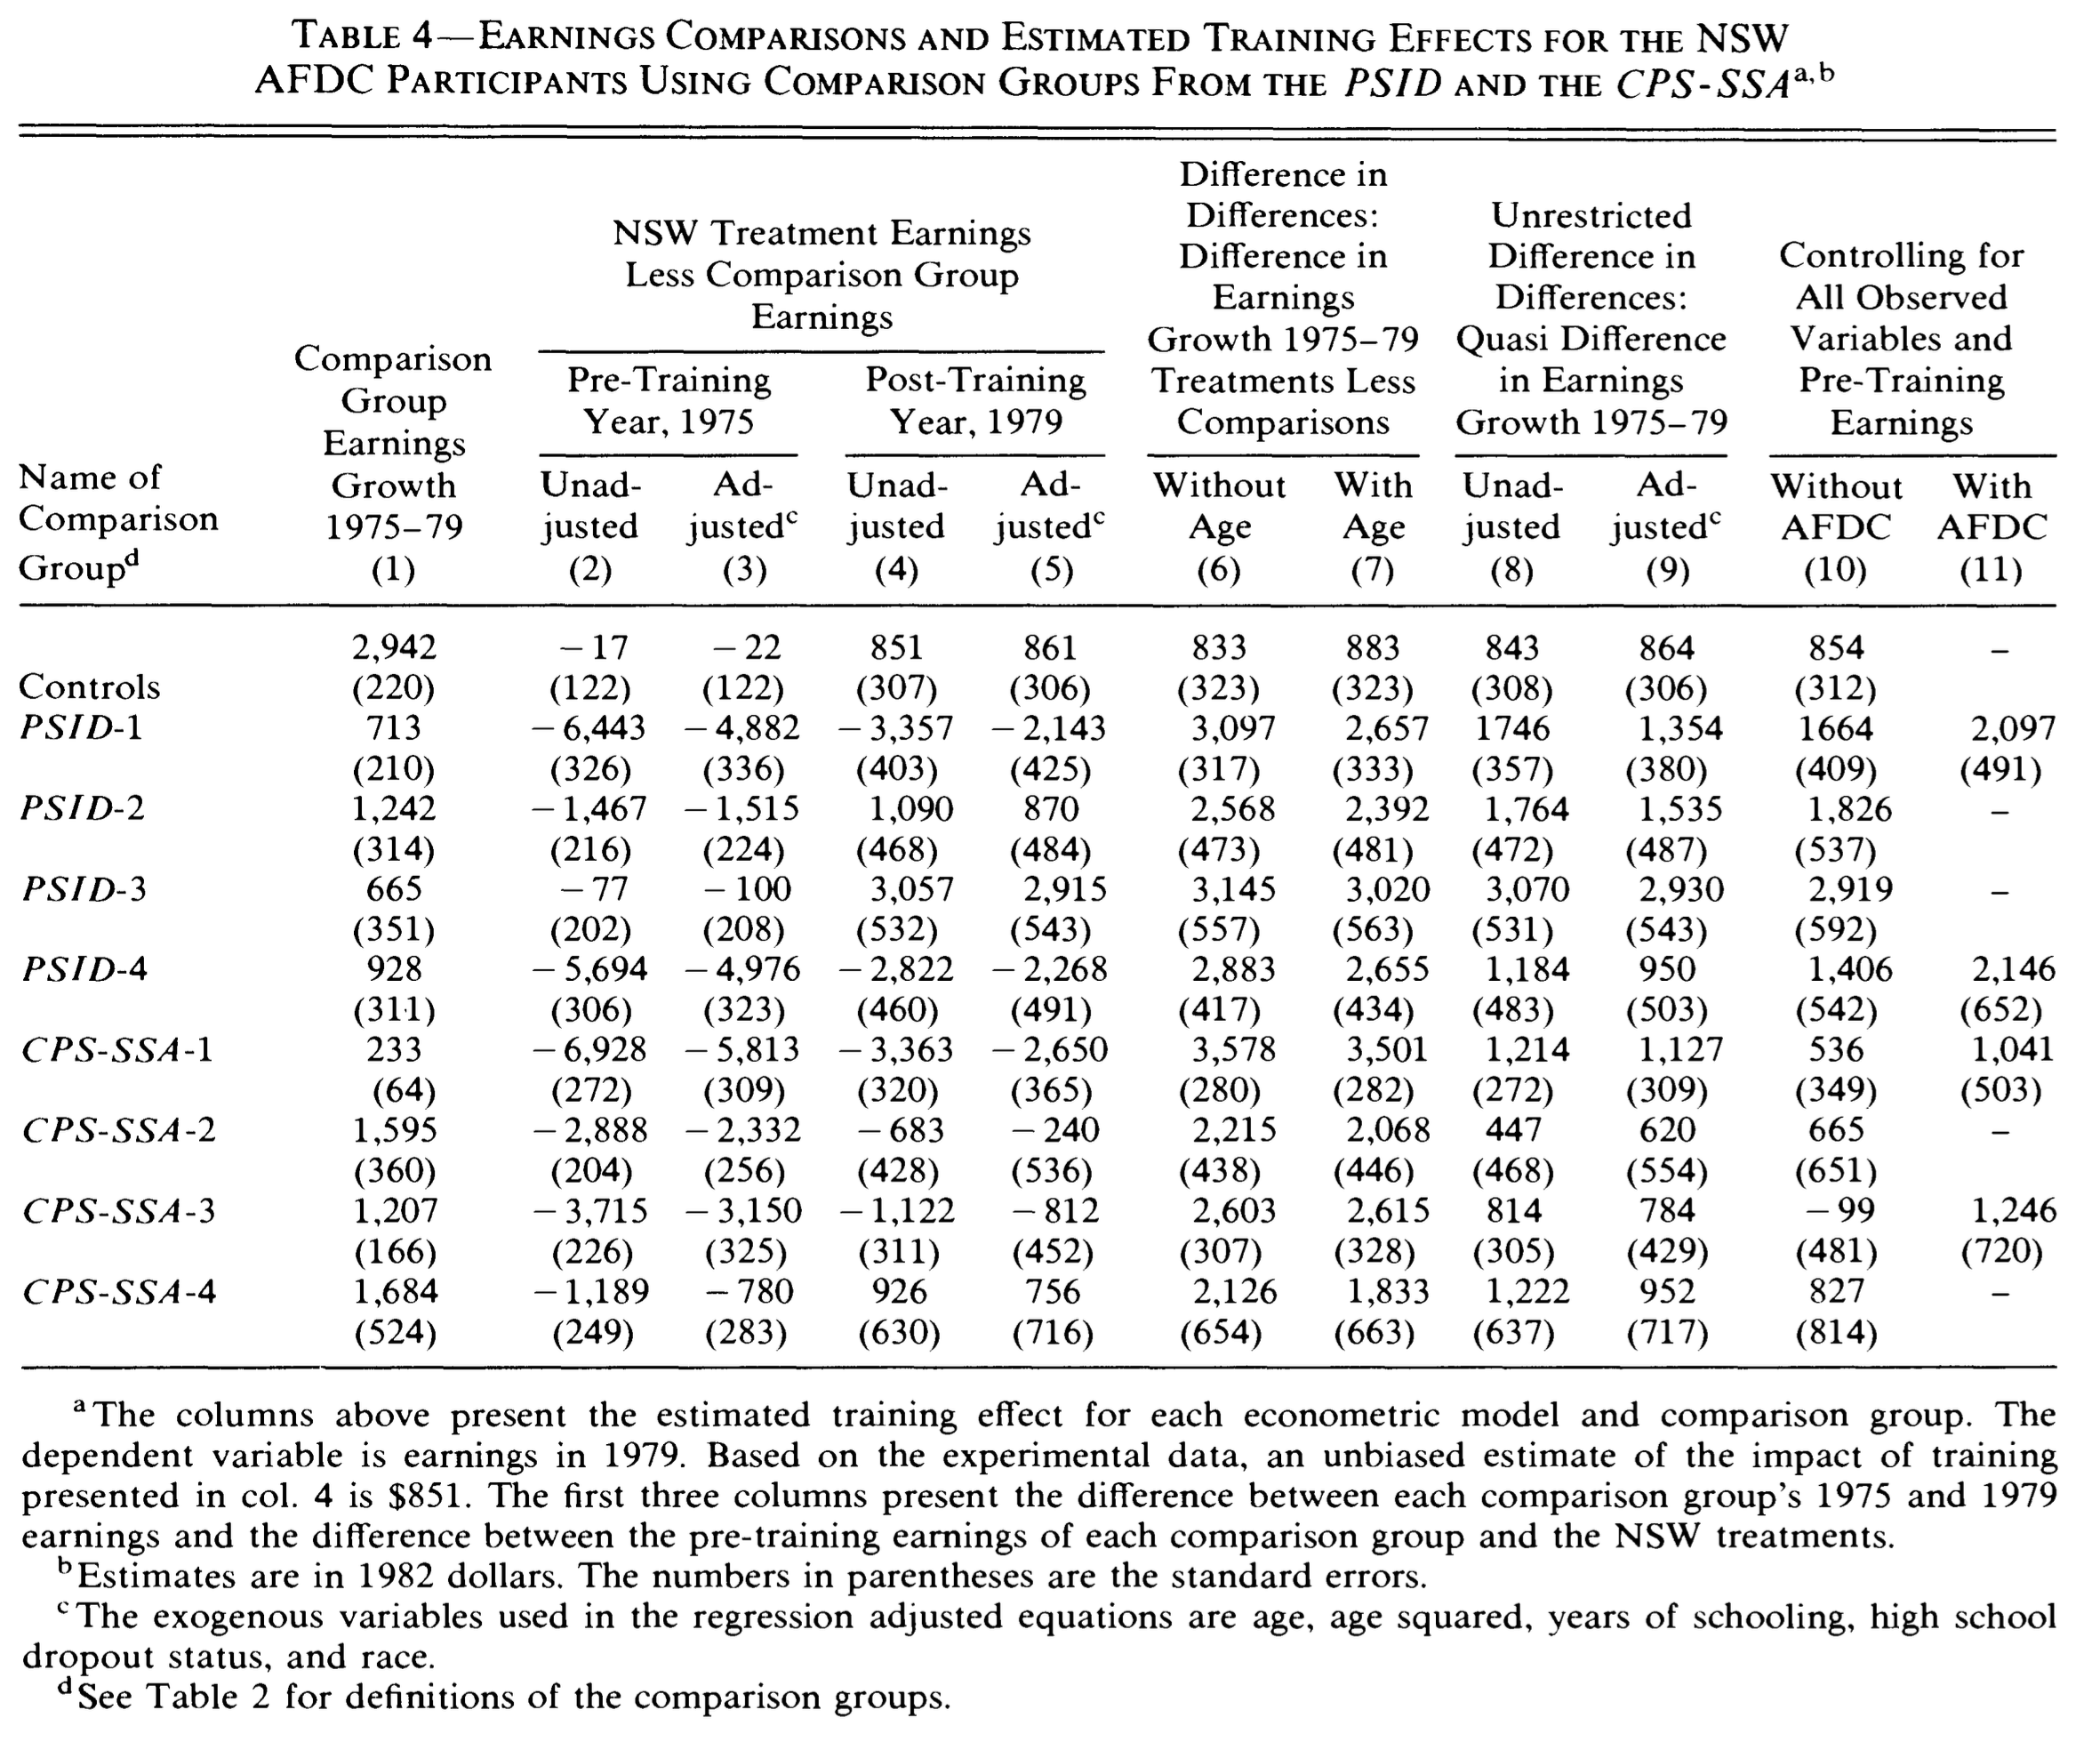 TABLE 4—EARNINGS COMPARISONS AND ESTIMATED TRAINING EFFECTS FOR THE NSW
AFDC PARTICIPANTS USING COMPARISON GROUPS FROM THE PSID AND THE CPS-SSA a,b
Name of Comparison Group d
Comparison Group Earnings Growth 1975–79 (1)
NSW Treatment Earnings Less Comparison Group Earnings
Pre-Training Year, 1975
Unad-justed (2)
Ad-justed c (3)
Post-Training Year, 1979
Unad-justed (4)
Ad-justed c (5)
Difference in Differences: Difference in Earnings Growth 1975–79 Treatments Less Comparisons
Without Age (6)
With Age (7)
Unrestricted Difference in Differences: Quasi Difference in Earnings Growth 1975–79
Unad-justed (8)
Ad-justed c (9)
Controlling for All Observed Variables and Pre-Training Earnings
Without AFDC (10)
With AFDC (11)
2,942 −17 −22 851 861 833 883 843 864 854 –
Controls (220) (122) (122) (307) (306) (323) (323) (308) (306) (312)
PSID-1 713 −6,443 −4,882 −3,357 −2,143 3,097 2,657 1746 1,354 1664 2,097
(210) (326) (336) (403) (425) (317) (333) (357) (380) (409) (491)
PSID-2 1,242 −1,467 −1,515 1,090 870 2,568 2,392 1,764 1,535 1,826 –
(314) (216) (224) (468) (484) (473) (481) (472) (487) (537)
PSID-3 665 −77 −100 3,057 2,915 3,145 3,020 3,070 2,930 2,919 –
(351) (202) (208) (532) (543) (557) (563) (531) (543) (592)
PSID-4 928 −5,694 −4,976 −2,822 −2,268 2,883 2,655 1,184 950 1,406 2,146
(311) (306) (323) (460) (491) (417) (434) (483) (503) (542) (652)
CPS-SSA-1 233 −6,928 −5,813 −3,363 −2,650 3,578 3,501 1,214 1,127 536 1,041
(64) (272) (309) (320) (365) (280) (282) (272) (309) (349) (503)
CPS-SSA-2 1,595 −2,888 −2,332 −683 −240 2,215 2,068 447 620 665 –
(360) (204) (256) (428) (536) (438) (446) (468) (554) (651)
CPS-SSA-3 1,207 −3,715 −3,150 −1,122 −812 2,603 2,615 814 784 −99 1,246
(166) (226) (325) (311) (452) (307) (328) (305) (429) (481) (720)
CPS-SSA-4 1,684 −1,189 −780 926 756 2,126 1,833 1,222 952 827 –
(524) (249) (283) (630) (716) (654) (663) (637) (717) (814)
a The columns above present the estimated training effect for each econometric model and comparison group. The
dependent variable is earnings in 1979. Based on the experimental data, an unbiased estimate of the impact of training
presented in col. 4 is $851. The first three columns present the difference between each comparison group's 1975 and 1979
earnings and the difference between the pre-training earnings of each comparison group and the NSW treatments.
b Estimates are in 1982 dollars. The numbers in parentheses are the standard errors.
c The exogenous variables used in the regression adjusted equations are age, age squared, years of schooling, high school
dropout status, and race.
d See Table 2 for definitions of the comparison groups.